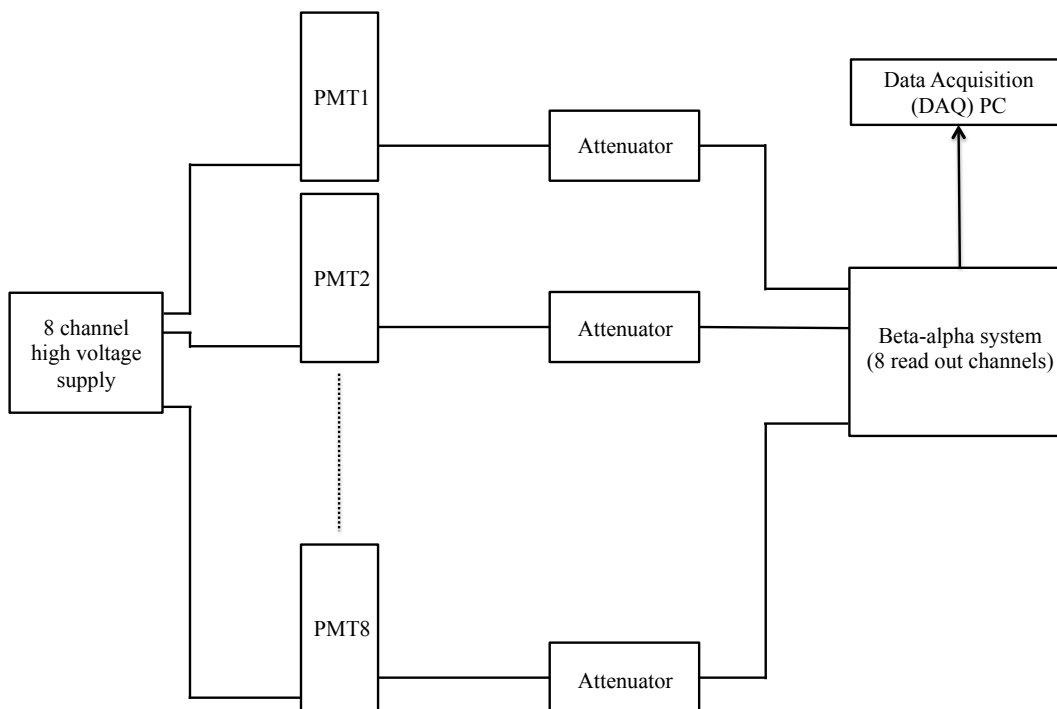 PMT1
Data Acquisition
(DAQ) PC
Attenuator
PMT2
8 channel
high voltage
supply
Attenuator
Beta-alpha system
(8 read out channels)
PMT8
Attenuator